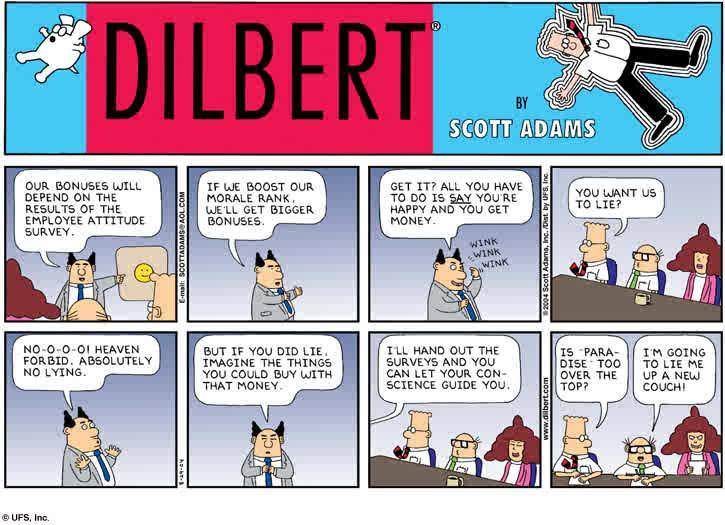 DILBERT®
BY
SCOTT ADAMS
OUR BONUSES WILL
DEPEND ON THE
RESULTS OF THE
EMPLOYEE ATTITUDE
SURVEY.
E-mail: SCOTTADAMS@AOL.COM
IF WE BOOST OUR
MORALE RANK,
WE'LL GET BIGGER
BONUSES.
GET IT? ALL YOU HAVE
TO DO IS SAY YOU'RE
HAPPY AND YOU GET
MONEY.
WINK
WINK
WINK
© 2004 Scott Adams, Inc./Dist. by UFS, Inc.
YOU WANT US
TO LIE?
NO-O-O-O! HEAVEN
FORBID. ABSOLUTELY
NO LYING.
BUT IF YOU DID LIE,
IMAGINE THE THINGS
YOU COULD BUY WITH
THAT MONEY.
I'LL HAND OUT THE
SURVEYS AND YOU
CAN LET YOUR CON-
SCIENCE GUIDE YOU.
www.dilbert.com
IS "PARA-
DISE" TOO
OVER THE
TOP?
I'M GOING
TO LIE ME
UP A NEW
COUCH!
© UFS, Inc.